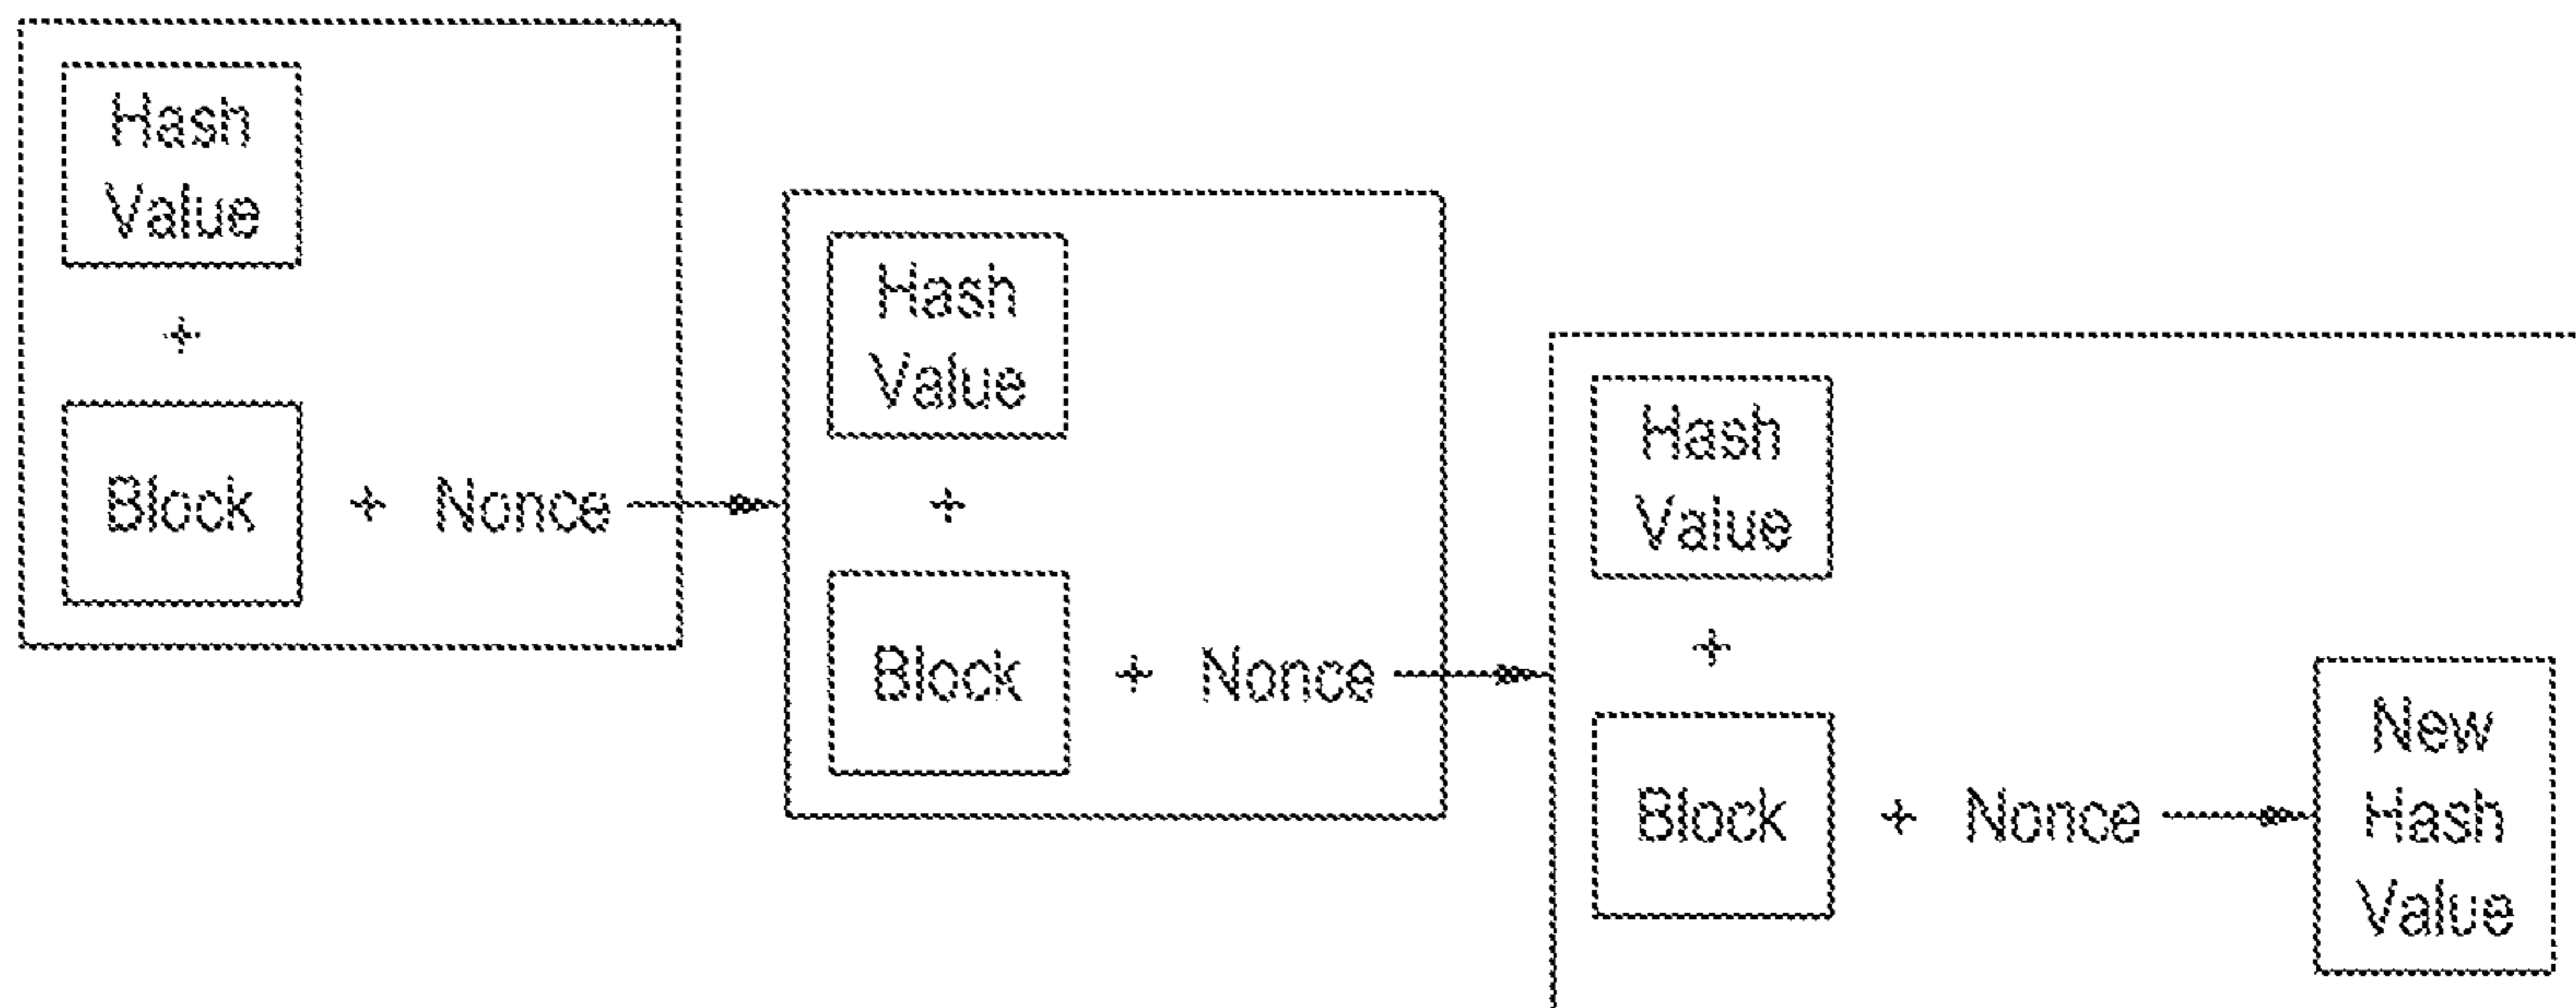 Hash
Value
+
Block + Nonce
Hash
Value
+
Block + Nonce
Hash
Value
+
Block + Nonce
New
Hash
Value